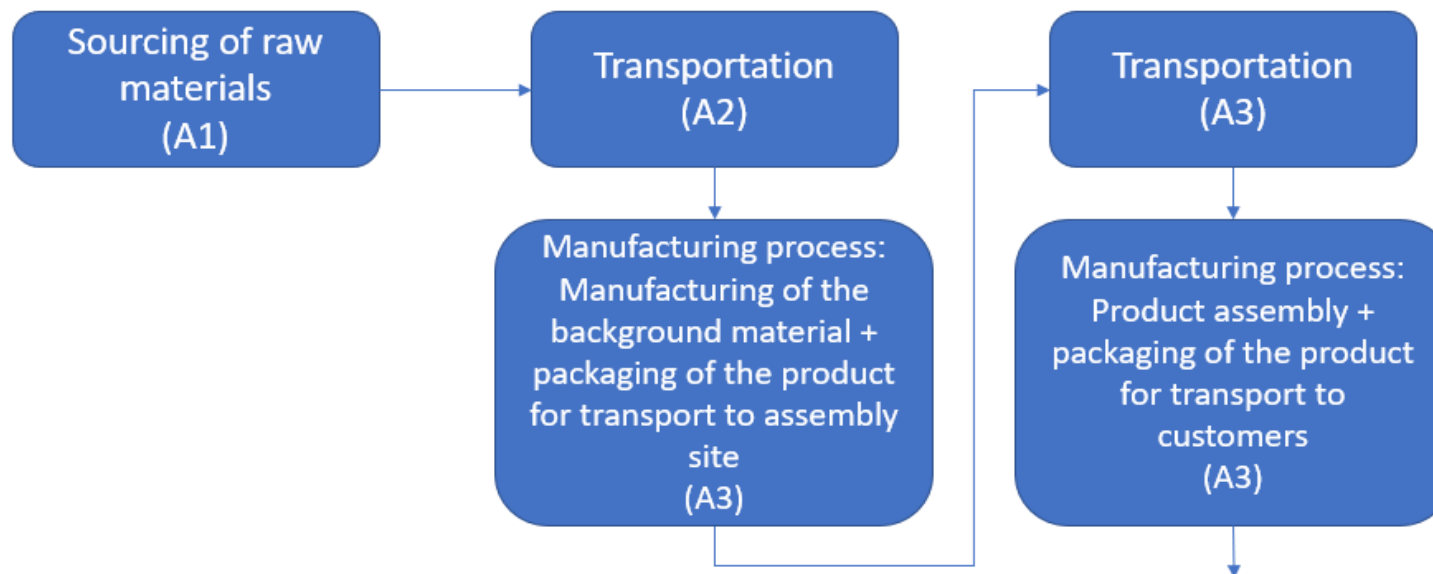 Sourcing of raw
materials
(A1)
Transportation
(A2)
Manufacturing process:
Manufacturing of the
background material +
packaging of the product
for transport to assembly
site
(A3)
Transportation
(A3)
Manufacturing process:
Product assembly +
packaging of the product
for transport to
customers
(A3)